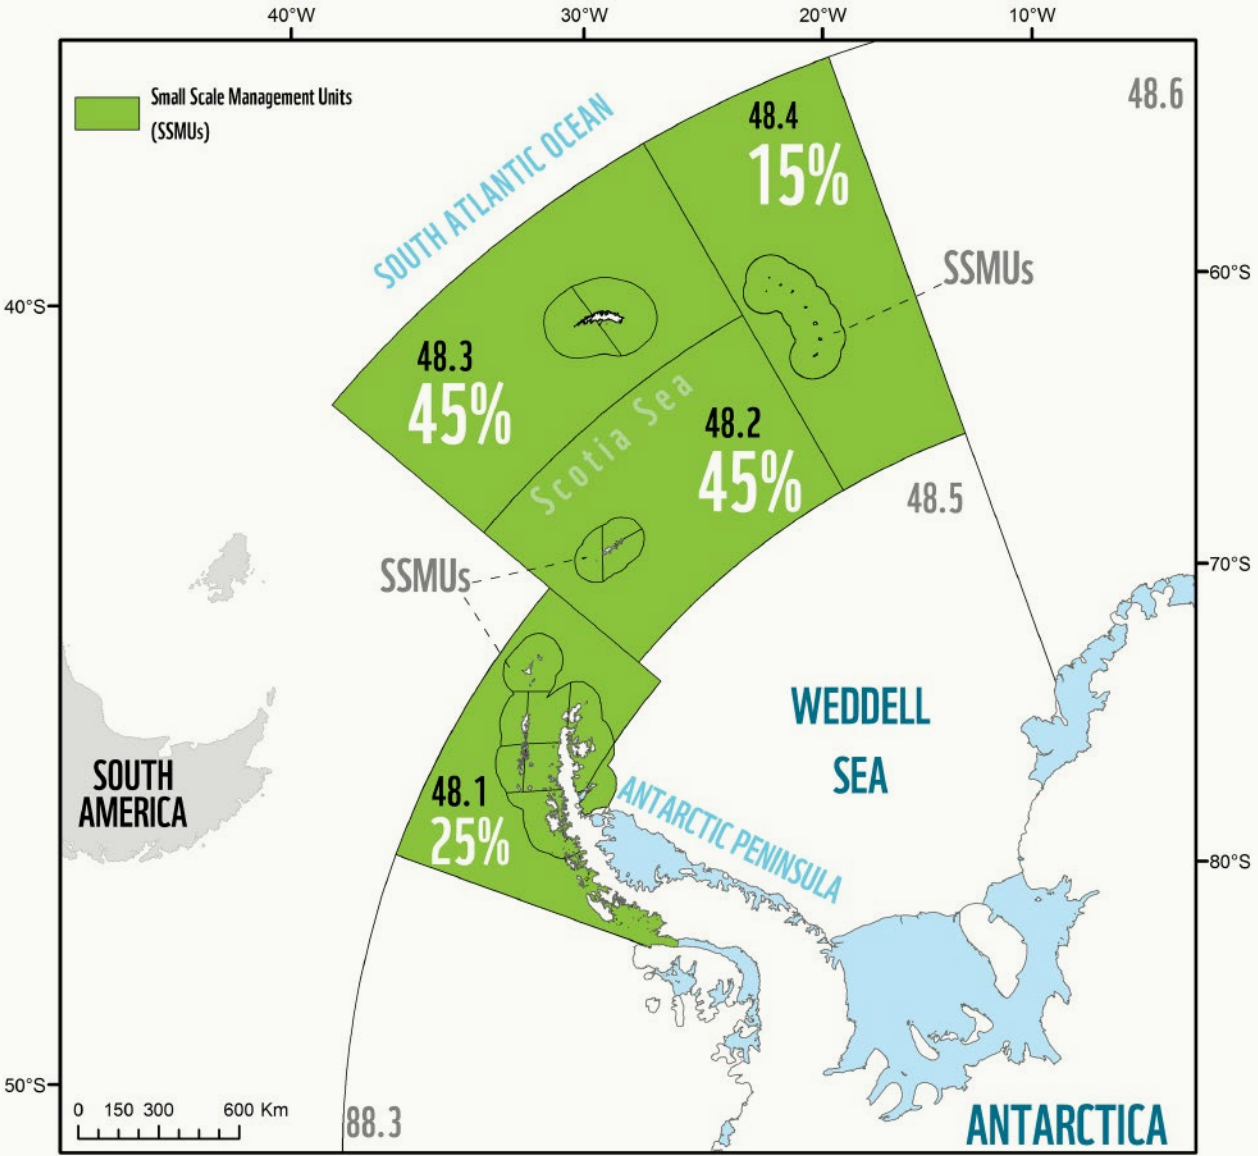 40°W
30°W
20°W
10°W
Small Scale Management Units
(SSMUs)
48.6
48.4
15%
SOUTH ATLANTIC OCEAN
SSMUs
60°S
40°S
48.3
45%
Scotia Sea
48.2
45%
48.5
SSMUs
70°S
WEDDELL
SEA
SOUTH
AMERICA
48.1
25%
ANTARCTIC PENINSULA
80°S
50°S
0 150 300 600 Km
88.3
ANTARCTICA